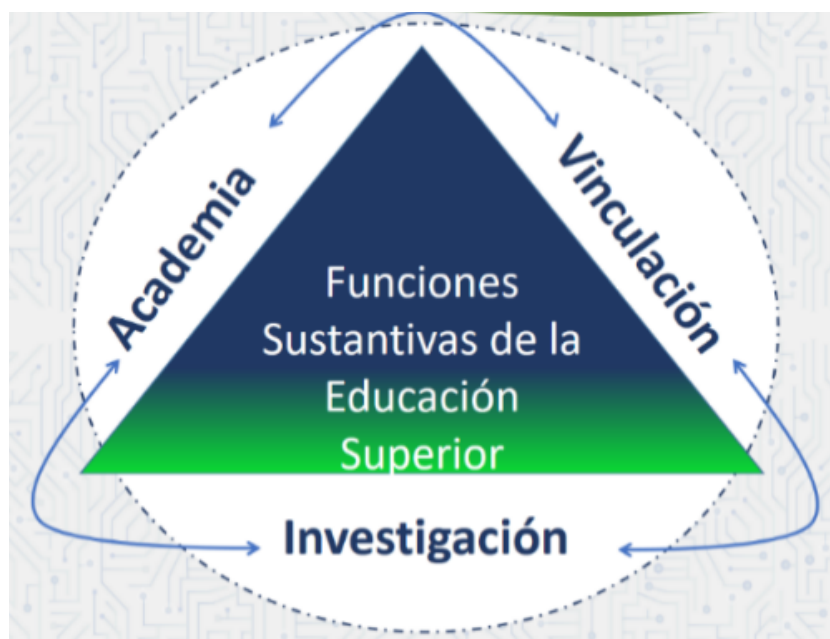 Academia
Vinculación
Funciones
Sustantivas de la
Educación
Superior
Investigación